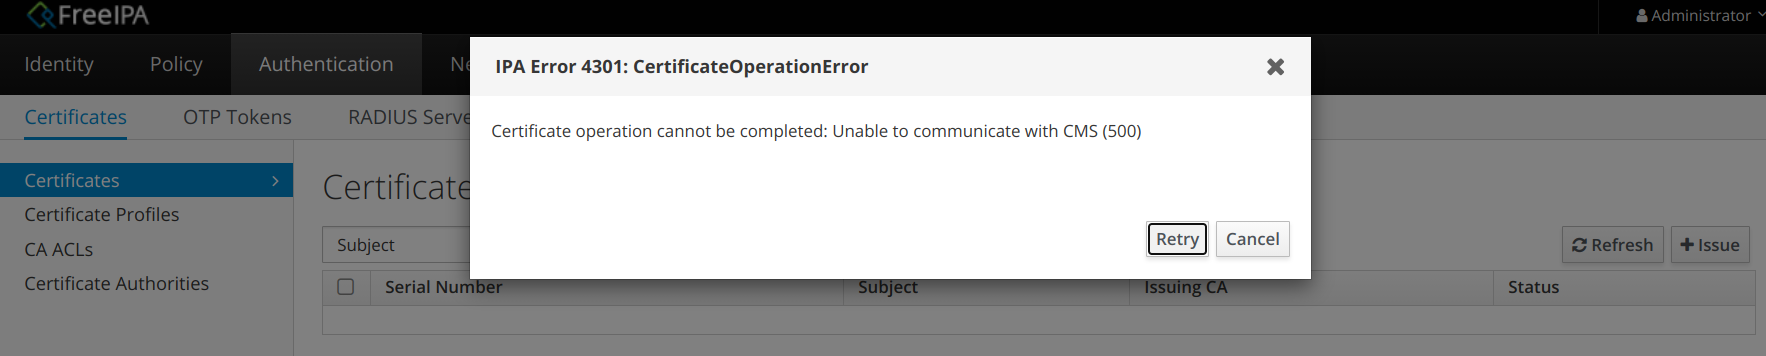 FreeIPA
Administrator
Identity Policy Authentication Ne
IPA Error 4301: CertificateOperationError
Certificates OTP Tokens RADIUS Serve
Certificate operation cannot be completed: Unable to communicate with CMS (500)
Certificates
Certificate Profiles
CA ACLs
Certificate Authorities
Certificate
Retry Cancel
Subject
Refresh
Issue
Serial Number Subject Issuing CA Status